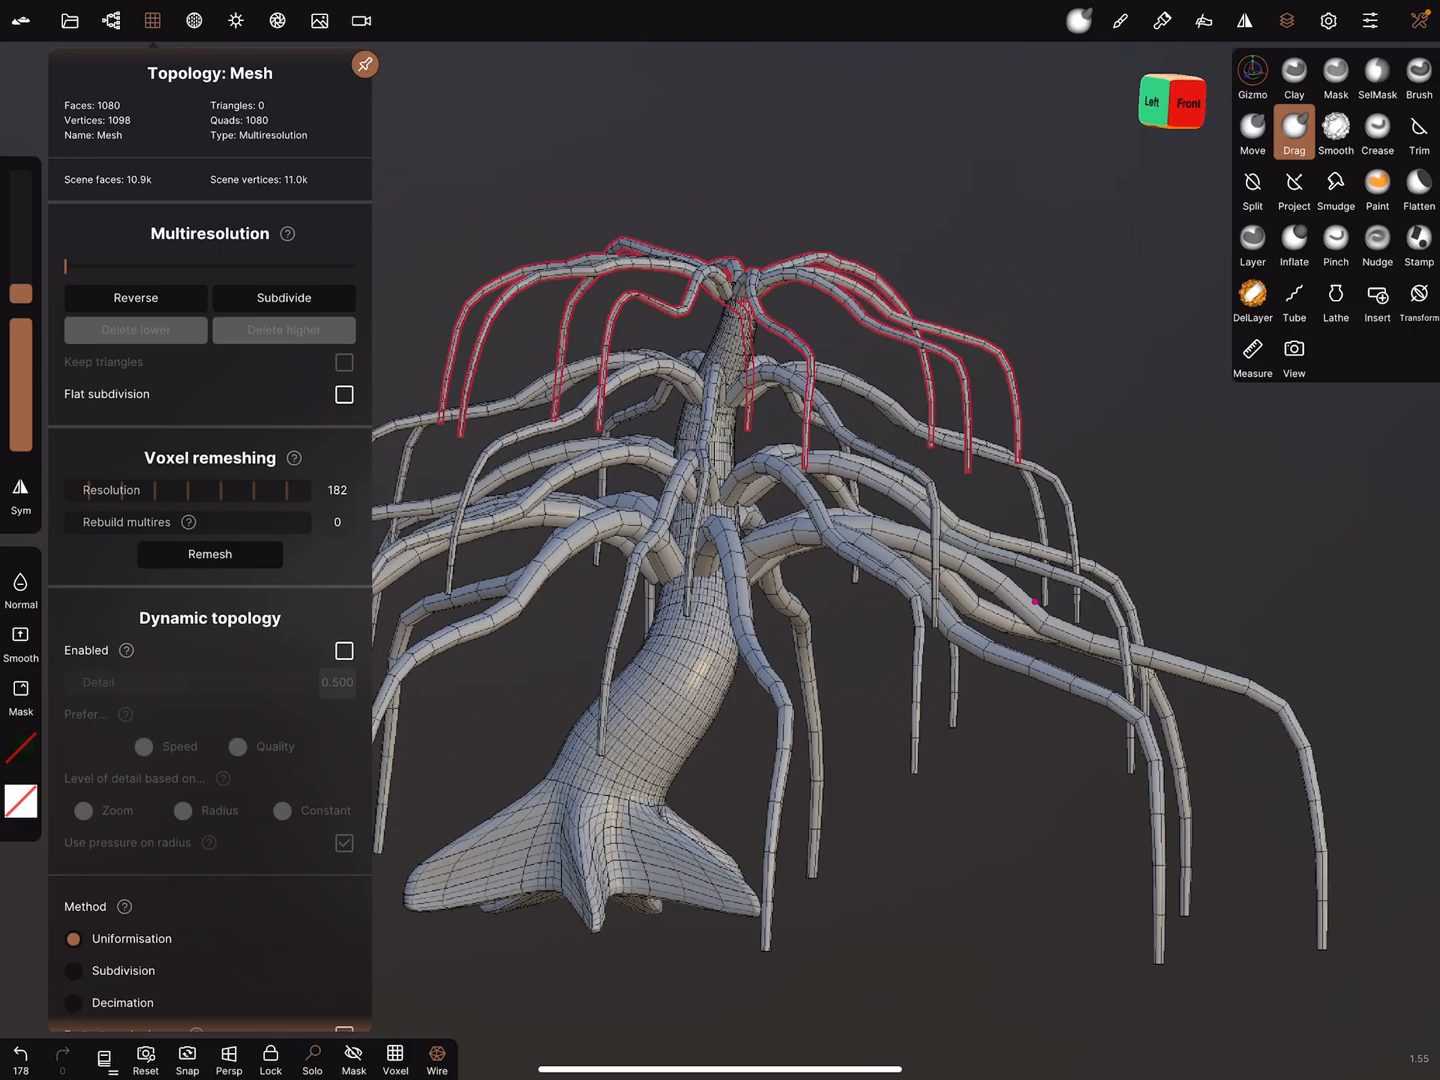 Topology: Mesh
Faces: 1080 Triangles: 0
Vertices: 1098 Quads: 1080
Name: Mesh Type: Multiresolution
Scene faces: 10.9k Scene vertices: 11.0k
Multiresolution ?
Reverse Subdivide
Delete lower Delete higher
Keep triangles
Flat subdivision
Voxel remeshing ?
Resolution 182
Rebuild multires ? 0
Remesh
Dynamic topology
Enabled ?
Detail 0.500
Prefer... ?
Speed Quality
Level of detail based on... ?
Zoom Radius Constant
Use pressure on radius ?
Method ?
Uniformisation
Subdivision
Decimation
Sym
Normal
Smooth
Mask
Left Front
Gizmo Clay Mask SelMask Brush
Move Drag Smooth Crease Trim
Split Project Smudge Paint Flatten
Layer Inflate Pinch Nudge Stamp
DelLayer Tube Lathe Insert Transform
Measure View
178 0 Reset Snap Persp Lock Solo Mask Voxel Wire
1.55